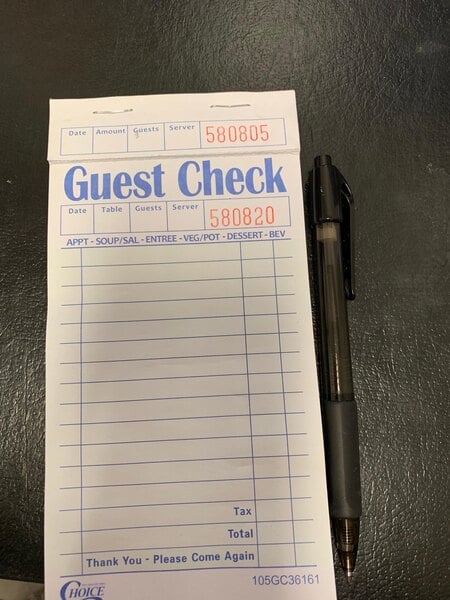 Date Amount Guests Server 580805
Guest Check
Date Table Guests Server 580820
APPT - SOUP/SAL - ENTREE - VEG/POT - DESSERT - BEV
Tax
Total
Thank You - Please Come Again
CHOICE 105GC36161